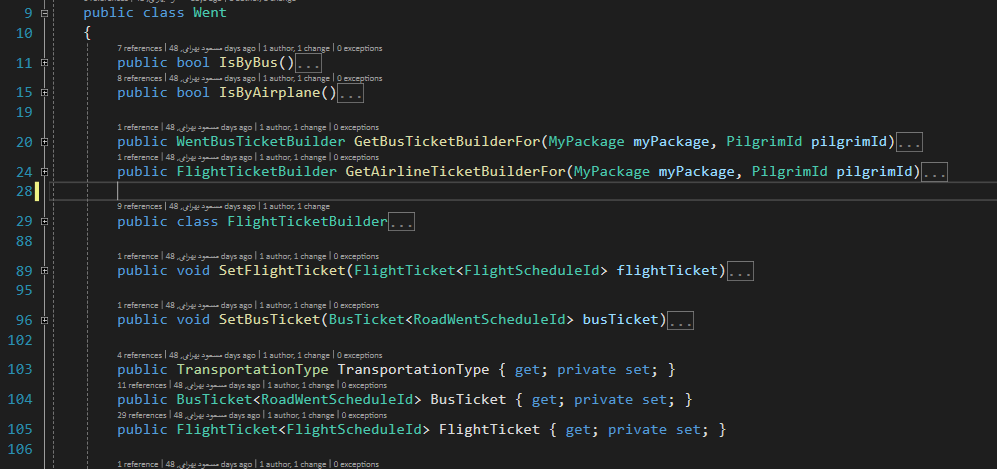 9 public class Went
10 {
7 references | مسعود بهرامی, 48 days ago | 1 author, 1 change | 0 exceptions
11 public bool IsByBus()...
8 references | مسعود بهرامی, 48 days ago | 1 author, 1 change | 0 exceptions
15 public bool IsByAirplane()...
19
1 reference | مسعود بهرامی, 48 days ago | 1 author, 1 change | 0 exceptions
20 public WentBusTicketBuilder GetBusTicketBuilderFor(MyPackage myPackage, PilgrimId pilgrimId)...
1 reference | مسعود بهرامی, 48 days ago | 1 author, 1 change | 0 exceptions
24 public FlightTicketBuilder GetAirlineTicketBuilderFor(MyPackage myPackage, PilgrimId pilgrimId)...
28
9 references | مسعود بهرامی, 48 days ago | 1 author, 1 change
29 public class FlightTicketBuilder...
88
1 reference | مسعود بهرامی, 48 days ago | 1 author, 1 change | 0 exceptions
89 public void SetFlightTicket(FlightTicket<FlightScheduleId> flightTicket)...
95
1 reference | مسعود بهرامی, 48 days ago | 1 author, 1 change | 0 exceptions
96 public void SetBusTicket(BusTicket<RoadWentScheduleId> busTicket)...
102
4 references | مسعود بهرامی, 48 days ago | 1 author, 1 change | 0 exceptions
103 public TransportationType TransportationType { get; private set; }
11 references | مسعود بهرامی, 48 days ago | 1 author, 1 change | 0 exceptions
104 public BusTicket<RoadWentScheduleId> BusTicket { get; private set; }
29 references | مسعود بهرامی, 48 days ago | 1 author, 1 change | 0 exceptions
105 public FlightTicket<FlightScheduleId> FlightTicket { get; private set; }
106
1 reference | مسعود بهرامی, 48 days ago | 1 author, 1 change | 0 exceptions